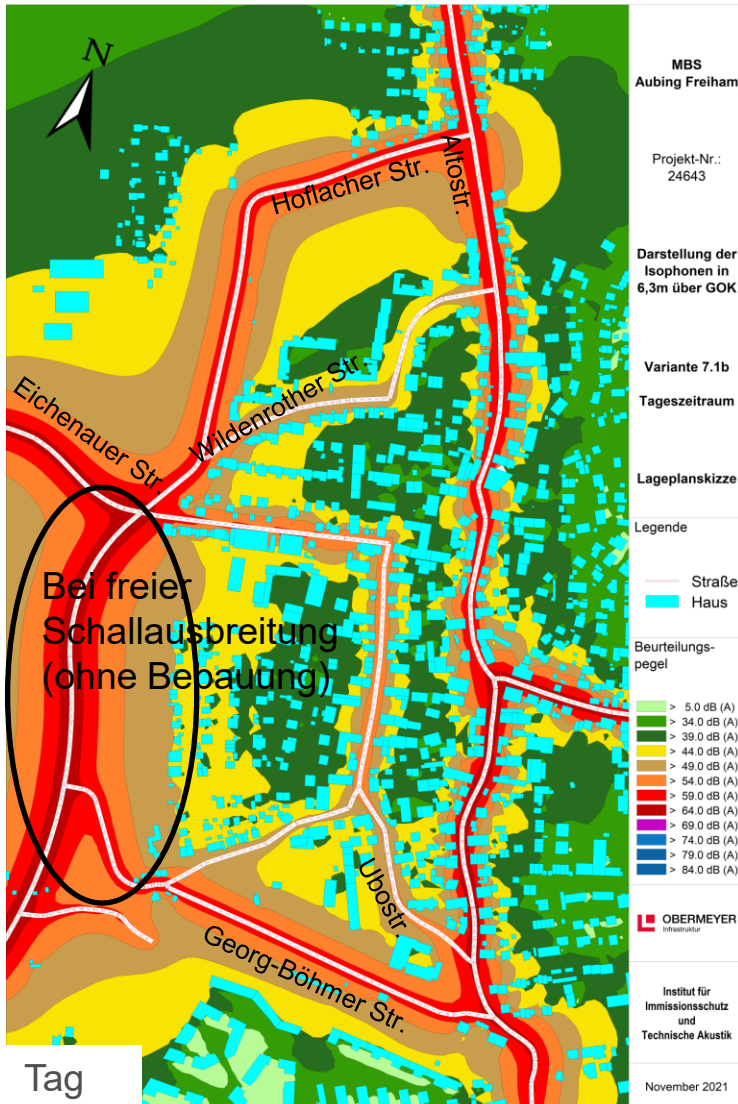 N
Hoflacher Str.
Altostr.
Eichenauer Str
Wildenrother Str.
Bei freier
Schallausbreitung
(ohne Bebauung)
Ubostr
Georg-Böhmer Str.
Tag
MBS
Aubing Freiham
Projekt-Nr.:
24643
Darstellung der
Isophonen in
6,3m über GOK
Variante 7.1b
Tageszeitraum
Lageplanskizze
Legende
Straße
Haus
Beurteilungs-
pegel
> 5.0 dB (A)
> 34.0 dB (A)
> 39.0 dB (A)
> 44.0 dB (A)
> 49.0 dB (A)
> 54.0 dB (A)
> 59.0 dB (A)
> 64.0 dB (A)
> 69.0 dB (A)
> 74.0 dB (A)
> 79.0 dB (A)
> 84.0 dB (A)
OBERMEYER
Infrastruktur
Institut für
Immissionsschutz
und
Technische Akustik
November 2021